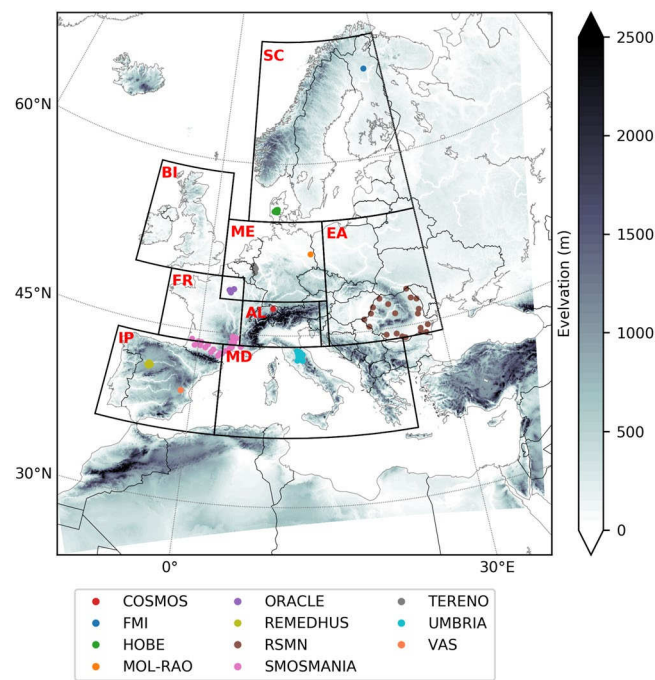 2500
2000
1500
1000
500
0
Evelvation (m)
60°N
45°N
30°N
0°
30°E
SC
BI
ME
EA
FR
AL
IP
MD
COSMOS
FMI
HOBE
MOL-RAO
ORACLE
REMEDHUS
RSMN
SMOSMANIA
TERENO
UMBRIA
VAS